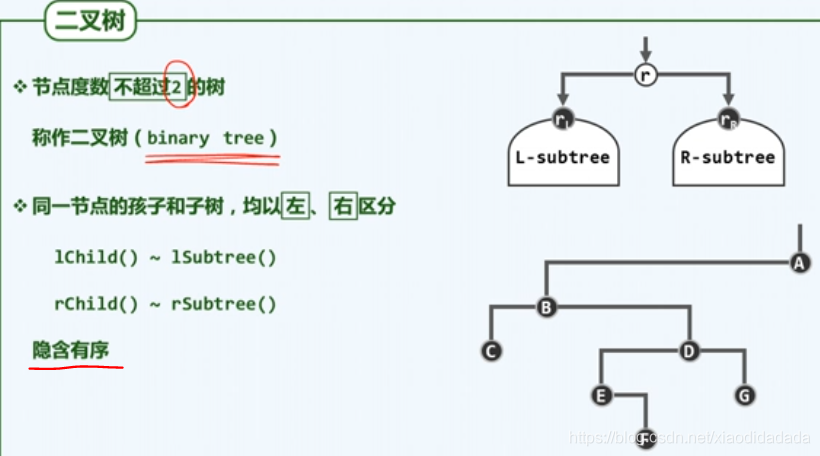 二叉树
❖ 节点度数不超过2的树
称作二叉树（binary tree）
❖ 同一节点的孩子和子树，均以左、右区分
lChild() ~ lSubtree()
rChild() ~ rSubtree()
隐含有序
r
rL rR
L-subtree R-subtree
A
B
C D
E G
F
https://blog.csdn.net/xiaodidadada